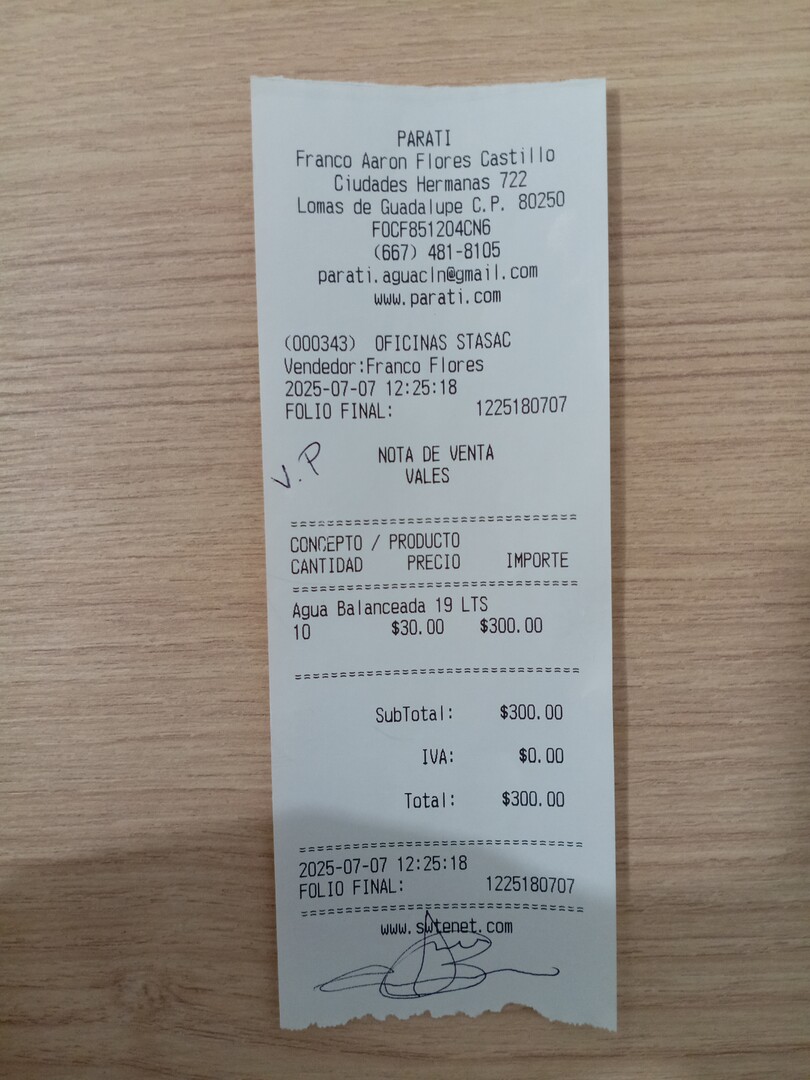 PARATI
Franco Aaron Flores Castillo
Ciudades Hermanas 722
Lomas de Guadalupe C.P. 80250
FOCF851204CN6
(667) 481-8105
parati.aguacln@gmail.com
www.parati.com
(000343) OFICINAS STASAC
Vendedor:Franco Flores
2025-07-07 12:25:18
FOLIO FINAL: 1225180707
V.P
NOTA DE VENTA
VALES
================================
CONCEPTO / PRODUCTO
CANTIDAD PRECIO IMPORTE
================================
Agua Balanceada 19 LTS
10 $30.00 $300.00
================================
SubTotal: $300.00
IVA: $0.00
Total: $300.00
================================
2025-07-07 12:25:18
FOLIO FINAL: 1225180707
================================
www.swtenet.com